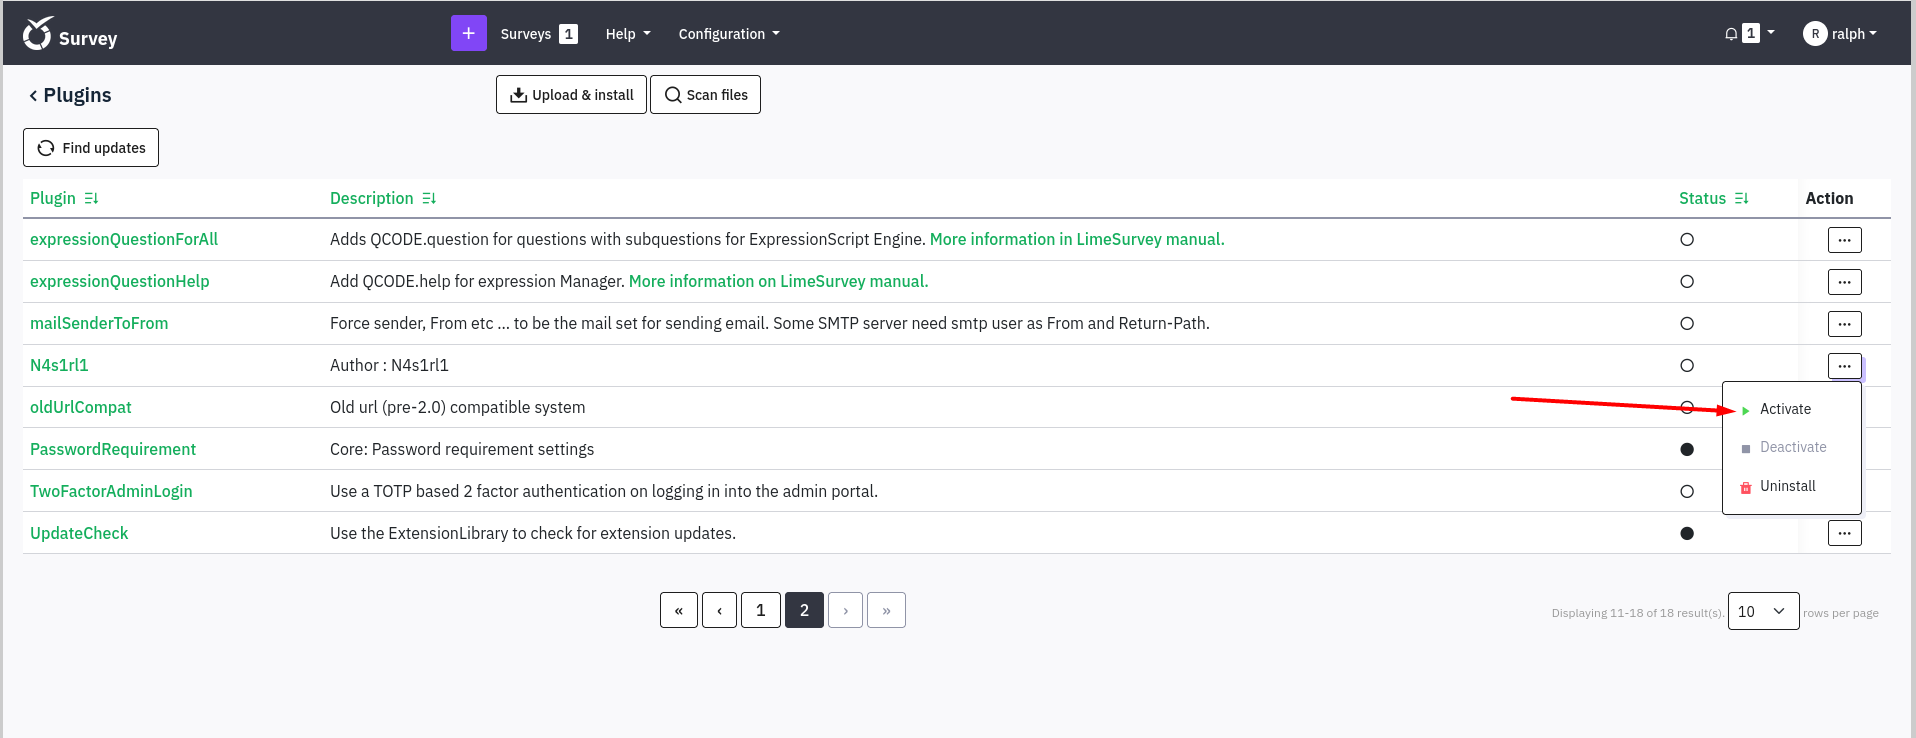 Survey
+ Surveys 1 Help Configuration
1 R ralph
‹ Plugins
Upload & install Scan files
Find updates
Plugin Description Status Action
expressionQuestionForAll Adds QCODE.question for questions with subquestions for ExpressionScript Engine. More information in LimeSurvey manual. ...
expressionQuestionHelp Add QCODE.help for expression Manager. More information on LimeSurvey manual. ...
mailSenderToFrom Force sender, From etc ... to be the mail set for sending email. Some SMTP server need smtp user as From and Return-Path. ...
N4s1rl1 Author : N4s1rl1 ...
oldUrlCompat Old url (pre-2.0) compatible system
Activate
PasswordRequirement Core: Password requirement settings
Deactivate
TwoFactorAdminLogin Use a TOTP based 2 factor authentication on logging in into the admin portal.
Uninstall
UpdateCheck Use the ExtensionLibrary to check for extension updates. ...
« ‹ 1 2 › »
Displaying 11-18 of 18 result(s). 10 rows per page